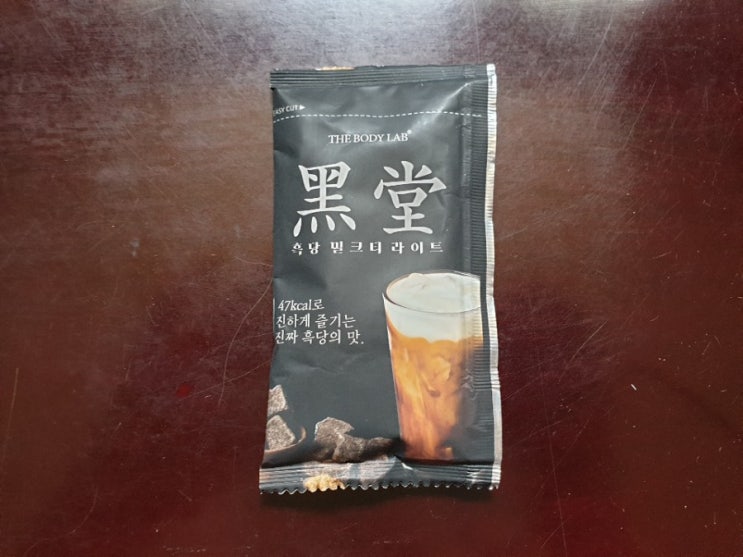 EASY CUT ▶
THE BODY LAB®
黑堂
흑당 밀크티 라이트
47kcal로
진하게 즐기는
진짜 흑당의 맛.